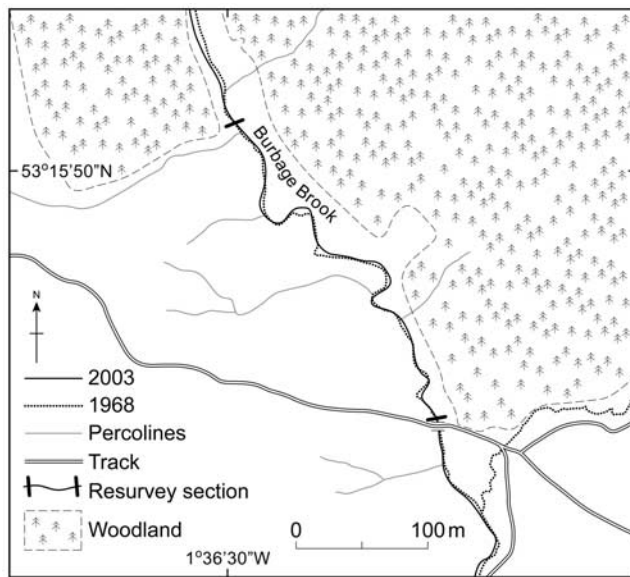 Burbage Brook
53°15'50"N
N
2003
1968
Percolines
Track
Resurvey section
Woodland
0 100 m
1°36'30"W